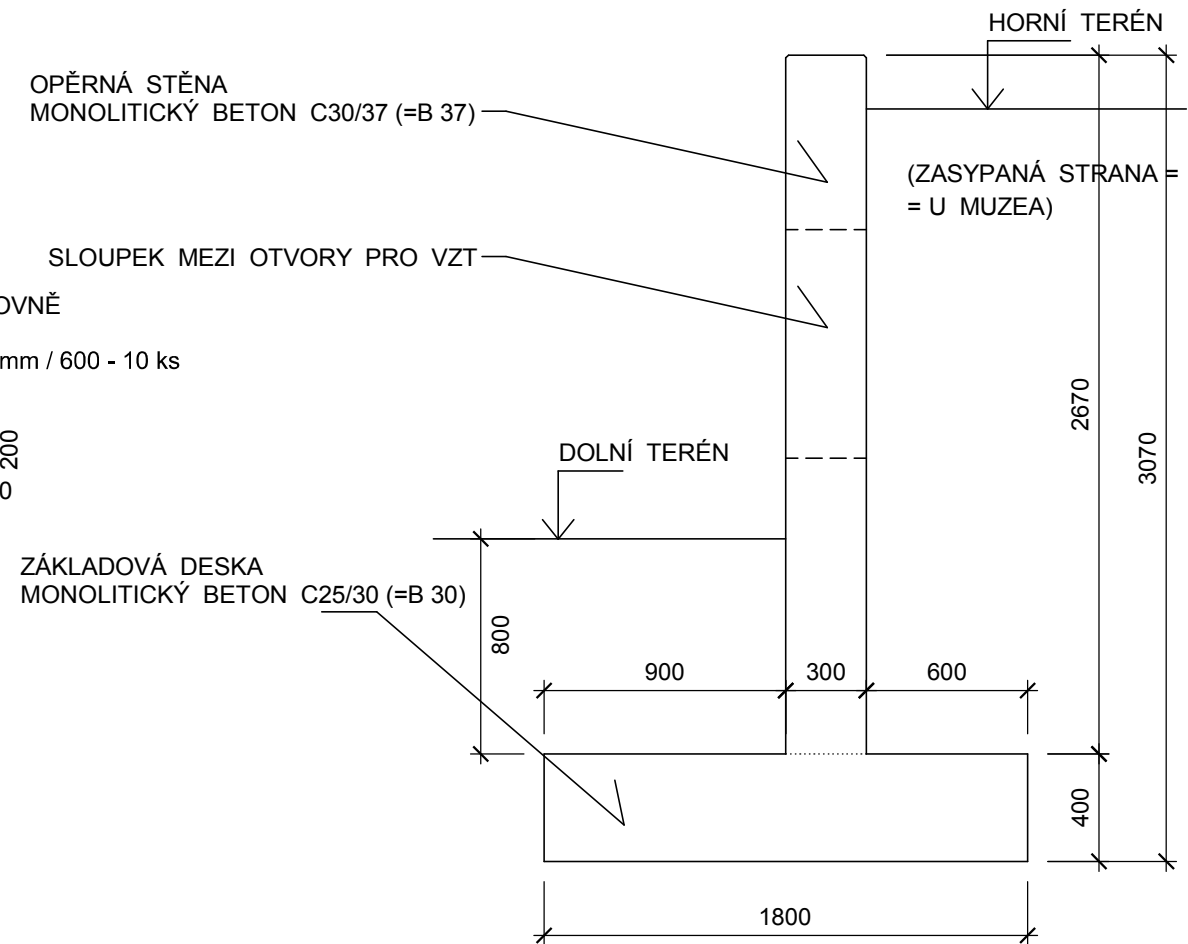 HORNÍ TERÉN
OPĚRNÁ STĚNA
MONOLITICKÝ BETON C30/37 (=B 37)
(ZASYPANÁ STRANA =
= U MUZEA)
SLOUPEK MEZI OTVORY PRO VZT
OVNĚ
mm / 600 - 10 ks
2670
3070
200
0
DOLNÍ TERÉN
ZÁKLADOVÁ DESKA
MONOLITICKÝ BETON C25/30 (=B 30)
800
900
300
600
400
1800